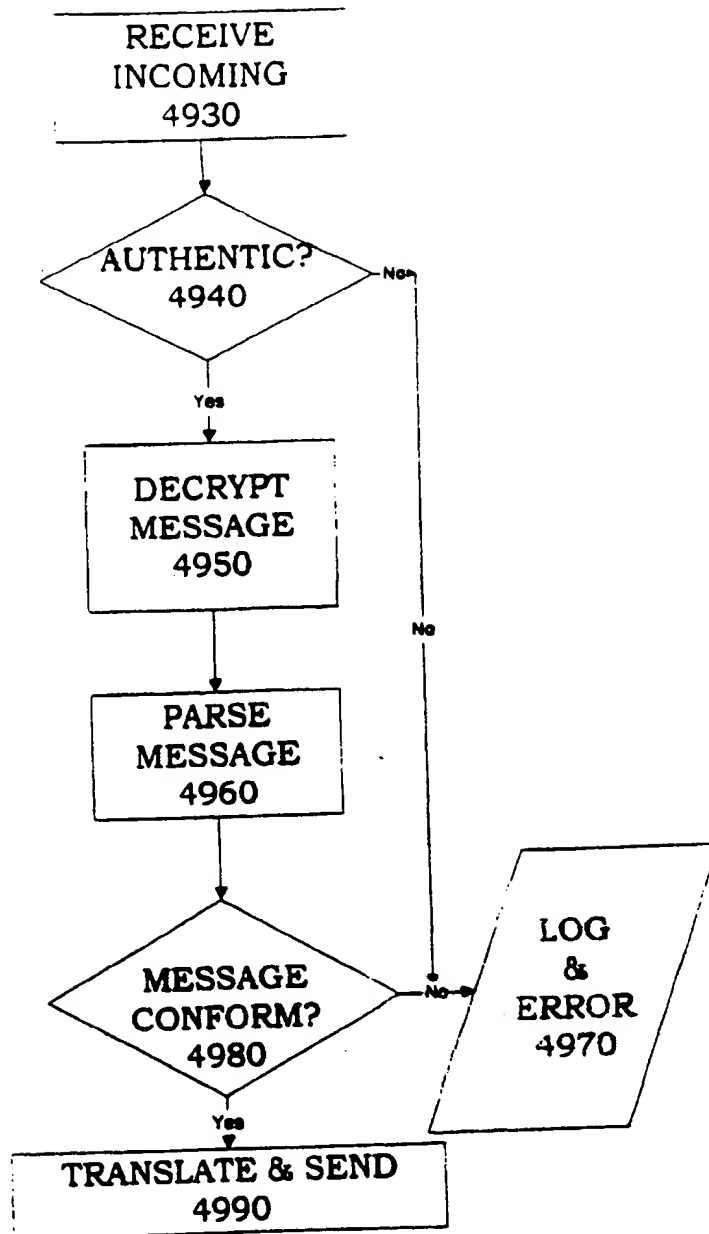 RECEIVE
INCOMING
4930
AUTHENTIC?
4940
No
Yes
DECRYPT
MESSAGE
4950
No
PARSE
MESSAGE
4960
MESSAGE
CONFORM?
4980
No
LOG
&
ERROR
4970
Yes
TRANSLATE & SEND
4990